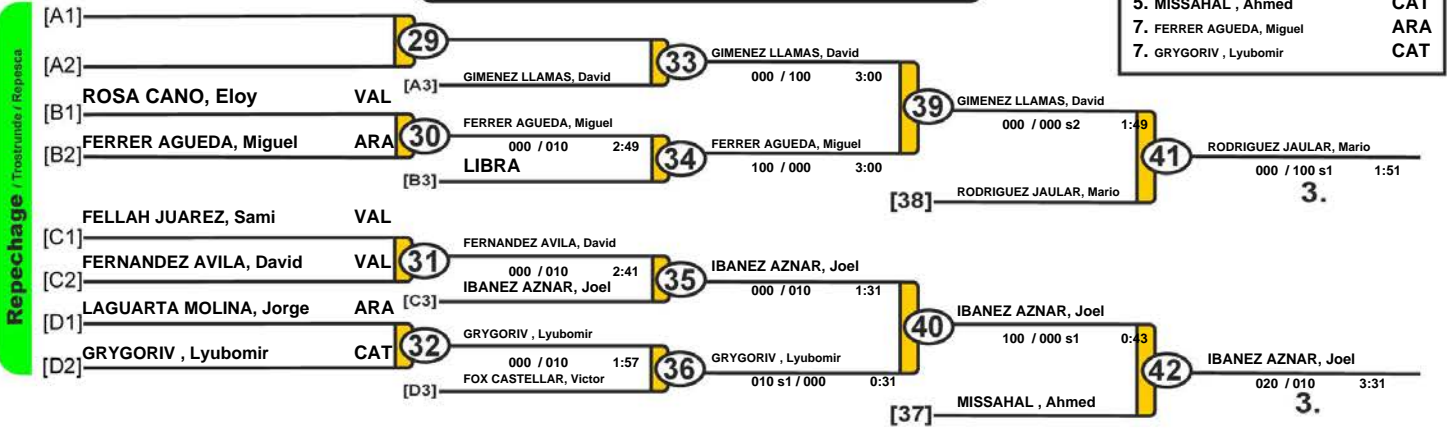 Repechage / Trostrunde / Repesca
[A1]
[A2]
29
GIMENEZ LLAMAS, David
[A3]
33
GIMENEZ LLAMAS, David
000 / 100 3:00
ROSA CANO, Eloy VAL
[B1]
FERRER AGUEDA, Miguel ARA
[B2]
30
FERRER AGUEDA, Miguel
000 / 010 2:49
LIBRA
[B3]
34
FERRER AGUEDA, Miguel
100 / 000 3:00
39
GIMENEZ LLAMAS, David
000 / 000 s2 1:49
RODRIGUEZ JAULAR, Mario
[38]
41
RODRIGUEZ JAULAR, Mario
000 / 100 s1 1:51
3.
FELLAH JUAREZ, Sami VAL
[C1]
FERNANDEZ AVILA, David VAL
[C2]
31
FERNANDEZ AVILA, David
000 / 010 2:41
IBANEZ AZNAR, Joel
[C3]
35
IBANEZ AZNAR, Joel
000 / 010 1:31
LAGUARTA MOLINA, Jorge ARA
[D1]
GRYGORIV , Lyubomir CAT
[D2]
32
GRYGORIV , Lyubomir
000 / 010 1:57
FOX CASTELLAR, Victor
[D3]
36
GRYGORIV , Lyubomir
010 s1 / 000 0:31
40
IBANEZ AZNAR, Joel
100 / 000 s1 0:43
MISSAHAL , Ahmed
[37]
42
IBANEZ AZNAR, Joel
020 / 010 3:31
3.
5. MISSAHAL , Ahmed CAT
7. FERRER AGUEDA, Miguel ARA
7. GRYGORIV , Lyubomir CAT